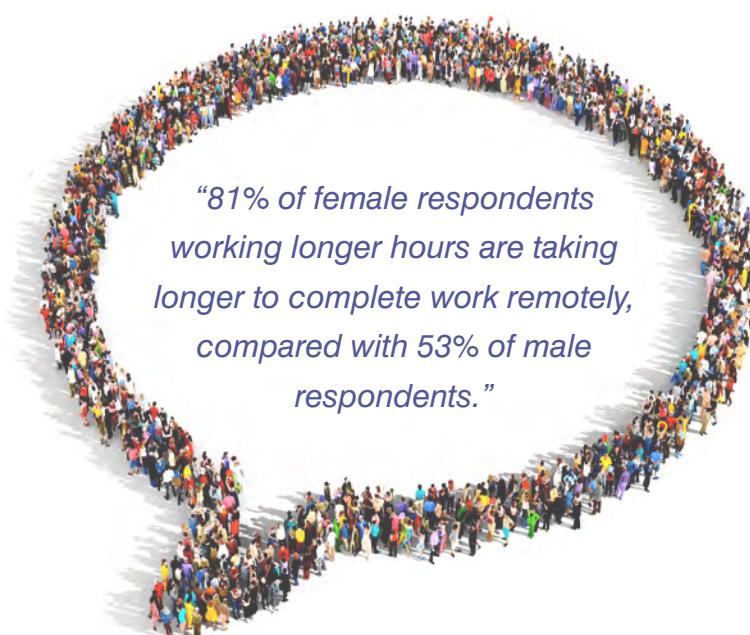 “81% of female respondents
working longer hours are taking
longer to complete work remotely,
compared with 53% of male
respondents.”